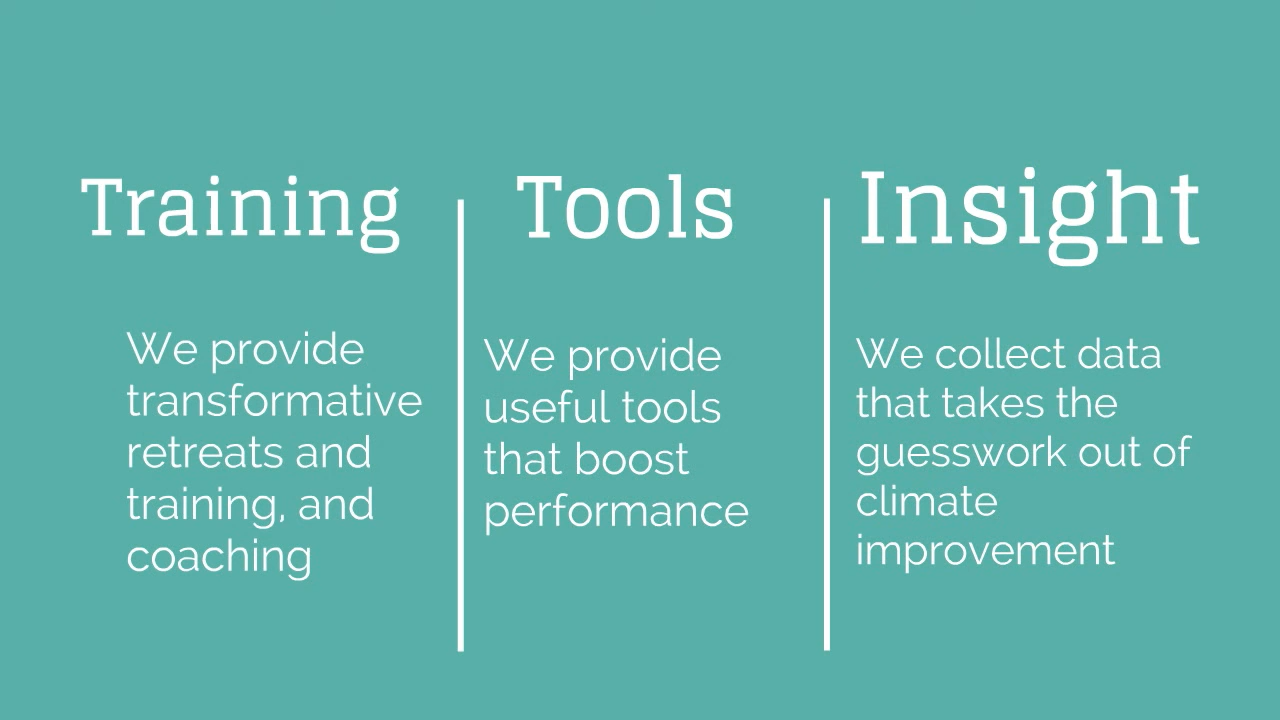 Training
We provide
transformative
retreats and
training, and
coaching
Tools
We provide
useful tools
that boost
performance
Insight
We collect data
that takes the
guesswork out of
climate
improvement